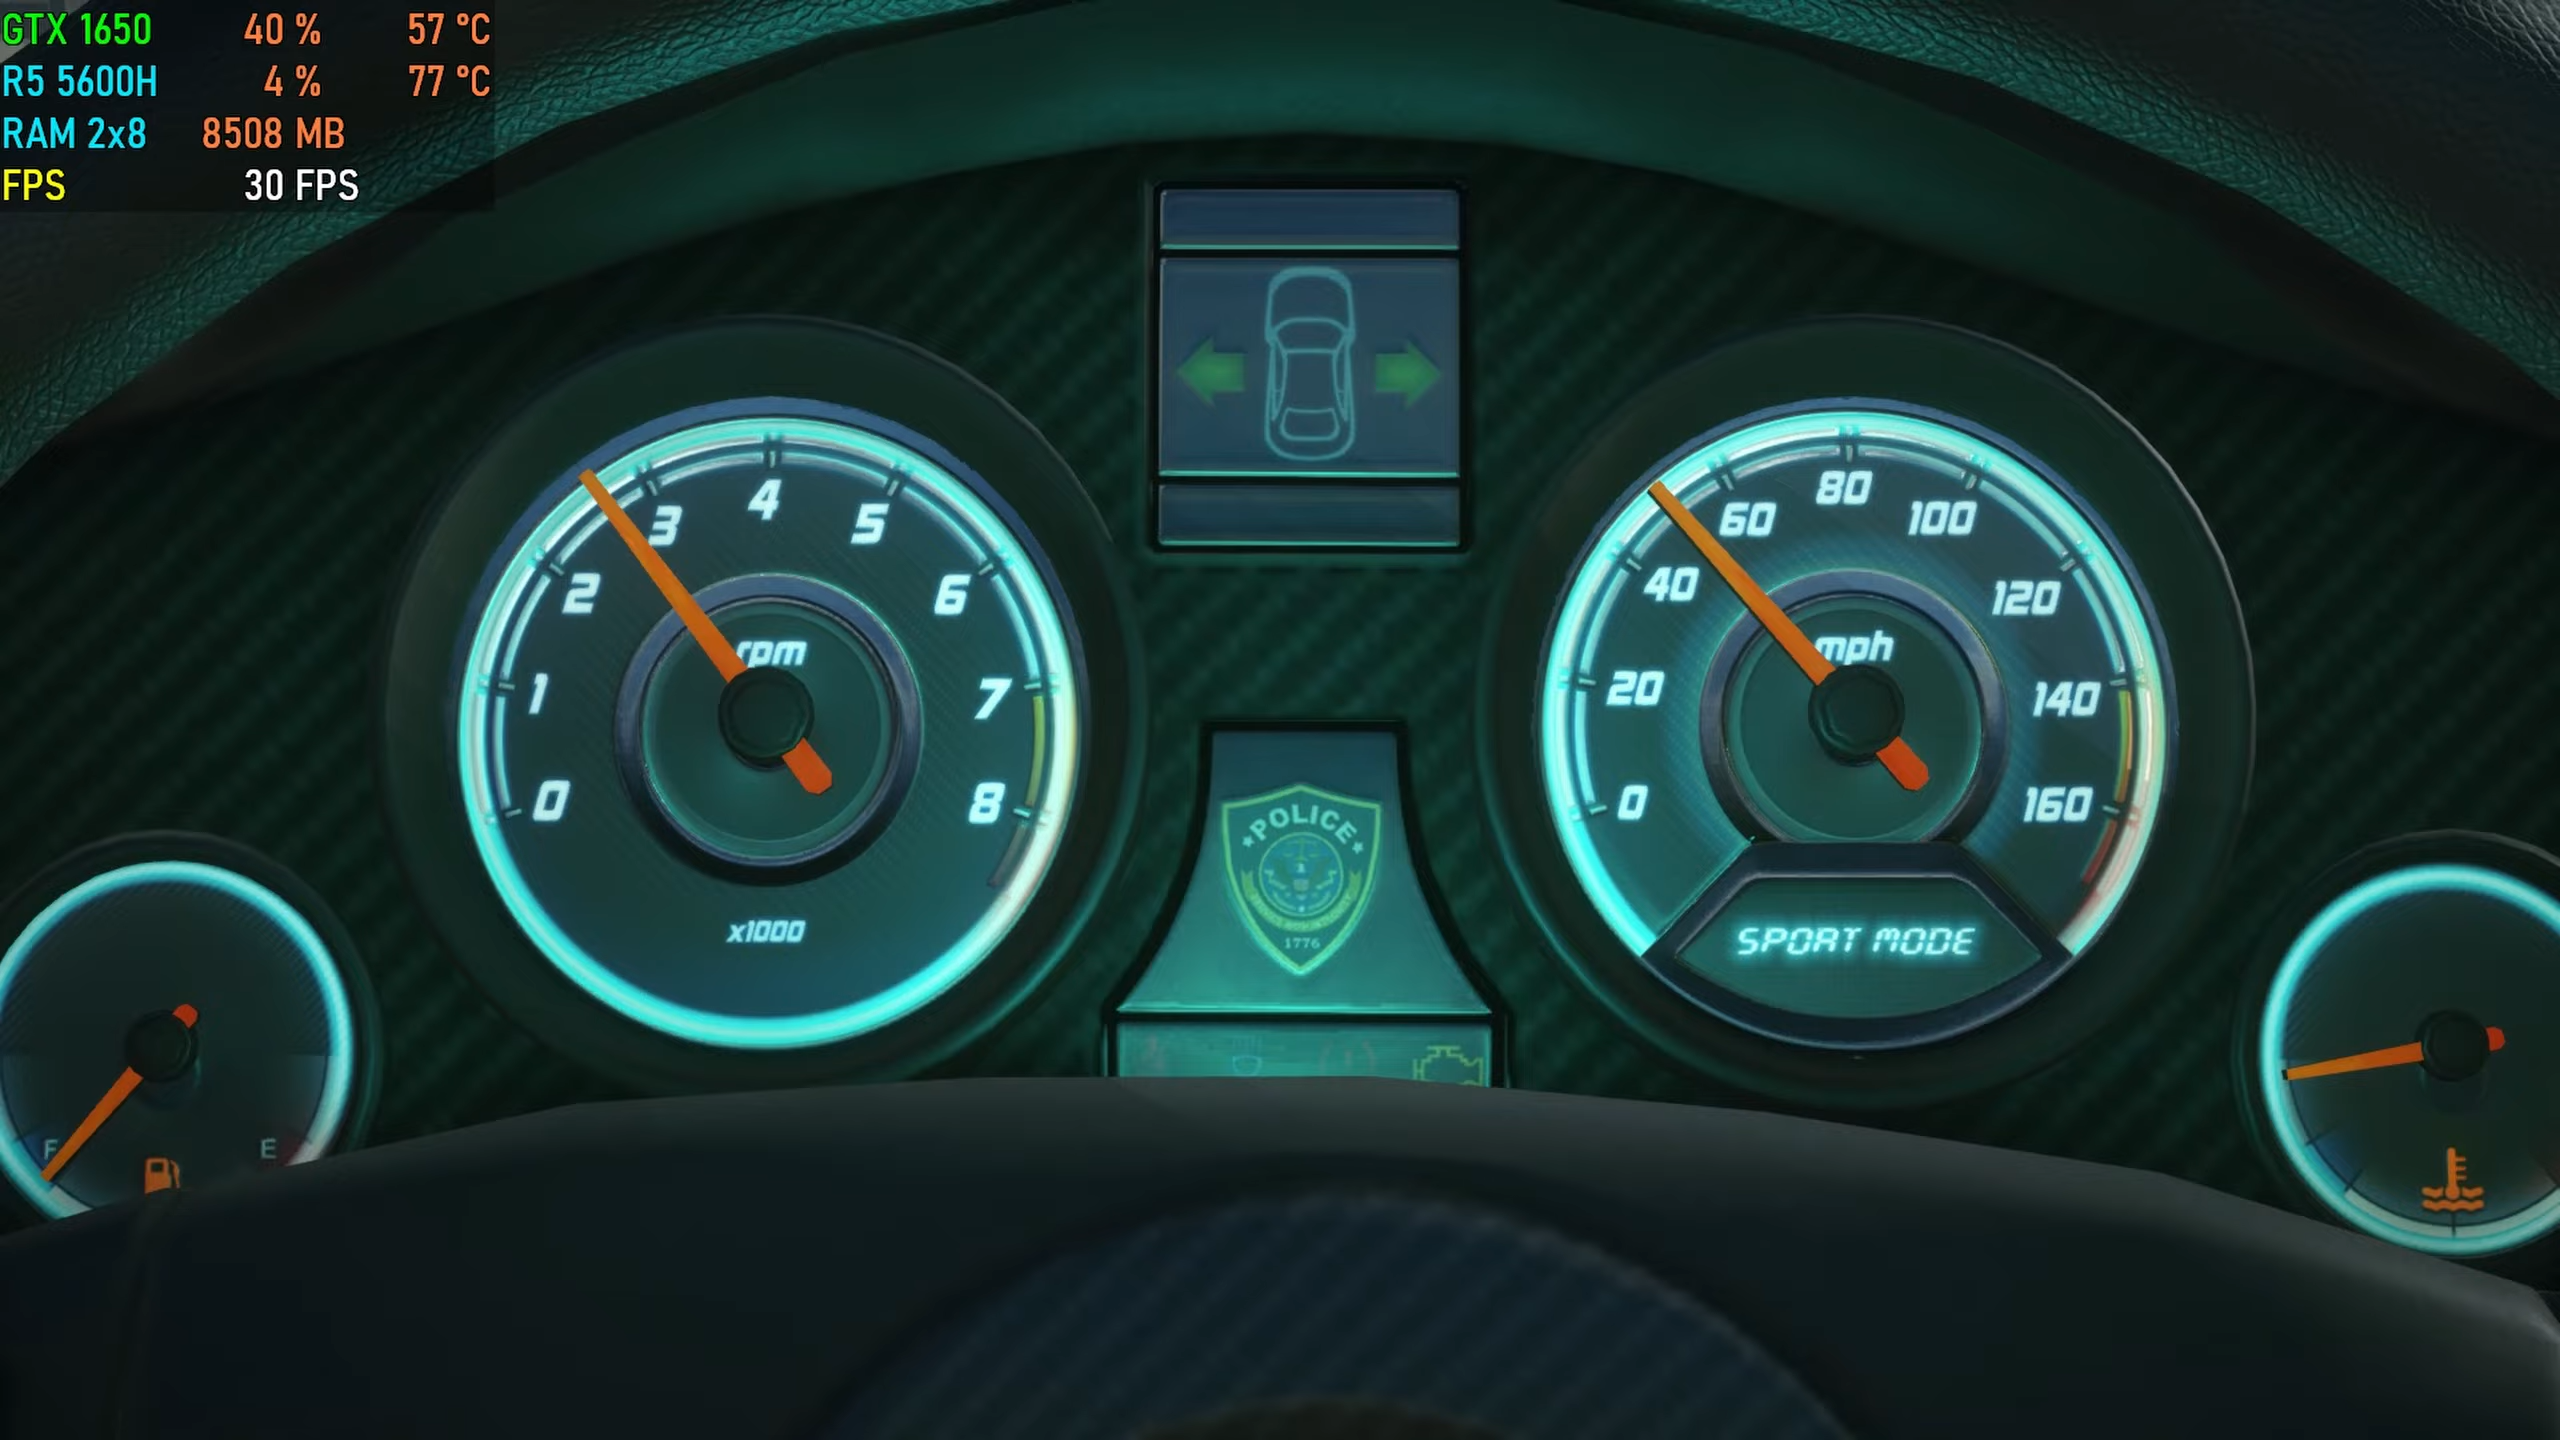 GTX 1650 40 % 57 °C
R5 5600H 4 % 77 °C
RAM 2x8 8508 MB
FPS 30 FPS
0 1 2 3 4 5 6 7 8
rpm
x1000
0 20 40 60 80 100 120 140 160
mph
SPORT MODE
POLICE
1776
F E